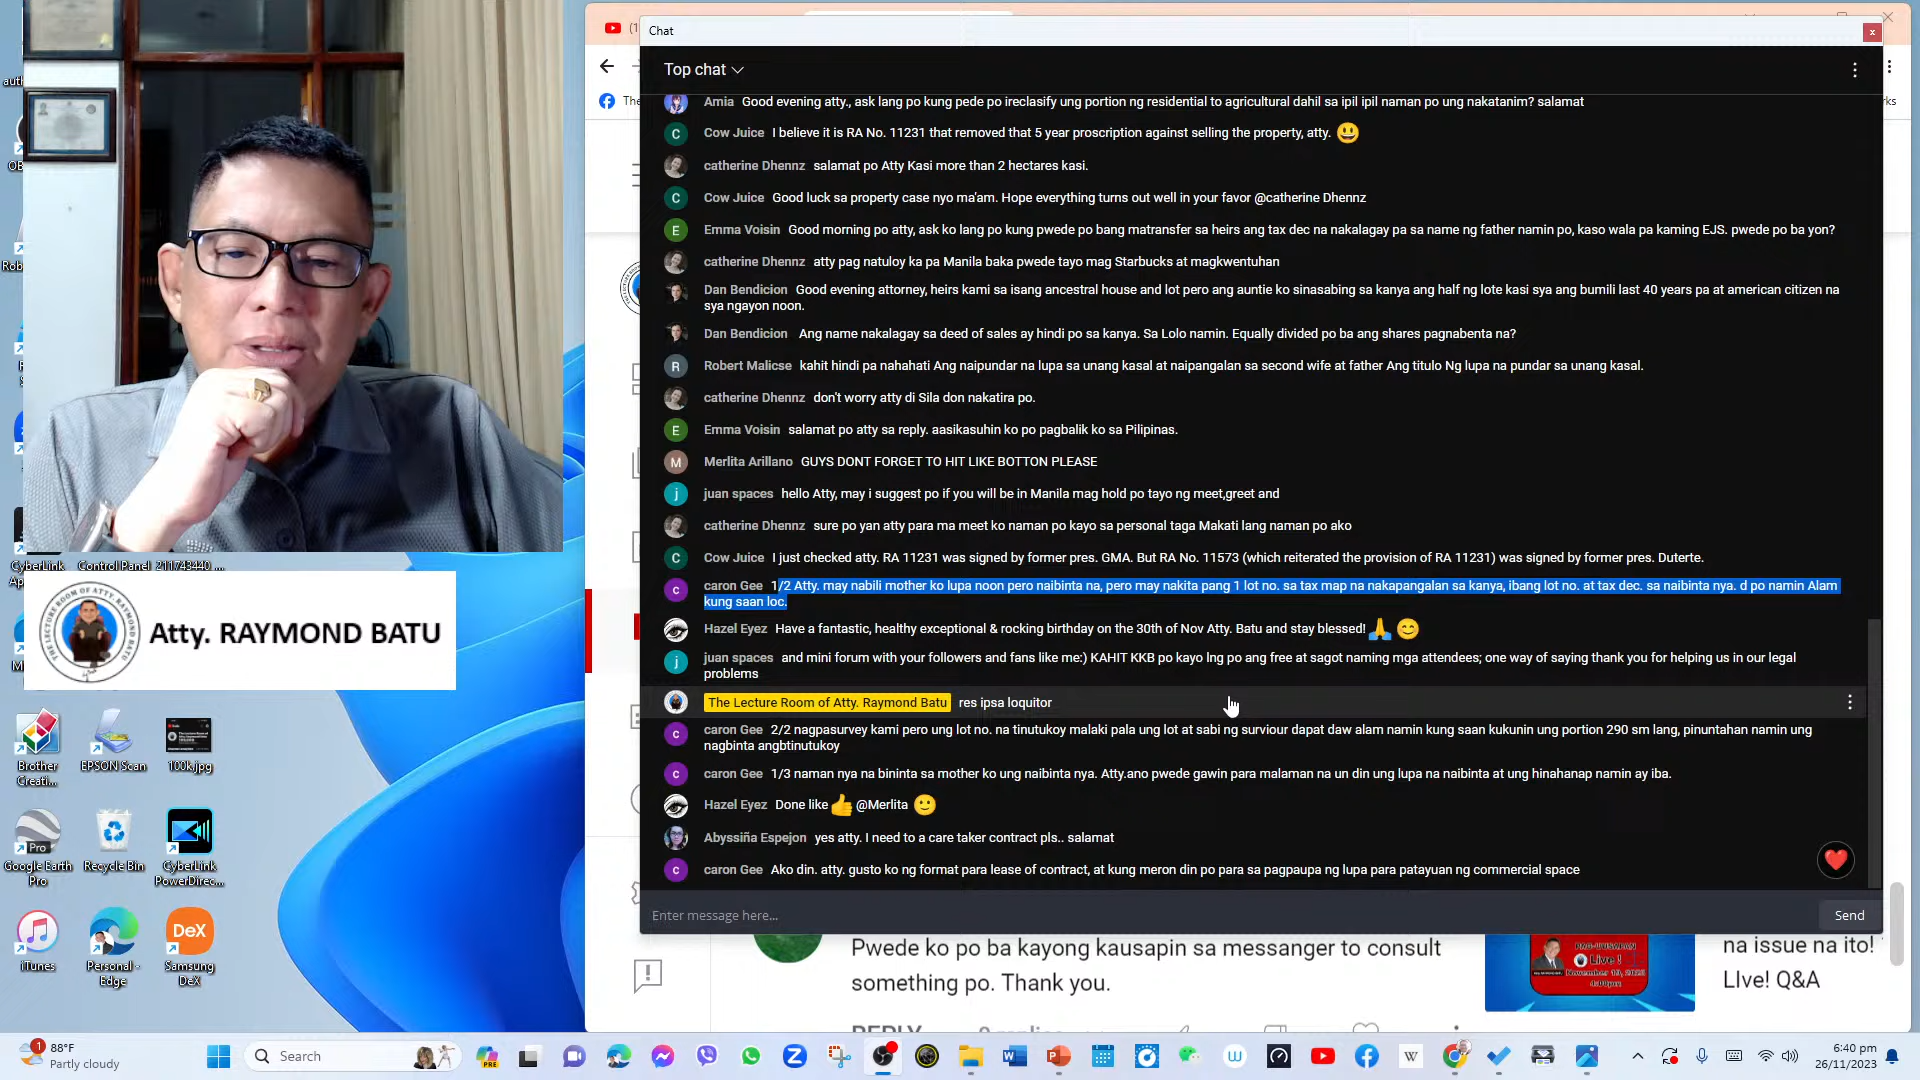 Chat
Top chat
Amia Good evening atty., ask lang po kung pede po ireclasify ung portion ng residential to agricultural dahil sa ipil ipil naman po ung nakatanim? salamat
Cow Juice I believe it is RA No. 11231 that removed that 5 year proscription against selling the property, atty.
catherine Dhennz salamat po Atty Kasi more than 2 hectares kasi.
Cow Juice Good luck sa property case nyo ma'am. Hope everything turns out well in your favor @catherine Dhennz
Emma Voisin Good morning po atty, ask ko lang po kung pwede po bang matransfer sa heirs ang tax dec na nakalagay pa sa name ng father namin po, kaso wala pa kaming EJS. pwede po ba yon?
catherine Dhennz atty pag natuloy ka pa Manila baka pwede tayo mag Starbucks at magkwentuhan
Dan Bendicion Good evening attorney, heirs kami sa isang ancestral house and lot pero ang auntie ko sinasabing sa kanya ang half ng lote kasi sya ang bumili last 40 years pa at american citizen na
sya ngayon noon.
Dan Bendicion Ang name nakalagay sa deed of sales ay hindi po sa kanya. Sa Lolo namin. Equally divided po ba ang shares pagnabenta na?
Robert Malicse kahit hindi pa nahahati Ang naipundar na lupa sa unang kasal at naipangalan sa second wife at father Ang titulo Ng lupa na pundar sa unang kasal.
catherine Dhennz don't worry atty di Sila don nakatira po.
Emma Voisin salamat po atty sa reply. aasikasuhin ko po pagbalik ko sa Pilipinas.
Merlita Arillano GUYS DONT FORGET TO HIT LIKE BOTTON PLEASE
juan spaces hello Atty, may i suggest po if you will be in Manila mag hold po tayo ng meet,greet and
catherine Dhennz sure po yan atty para ma meet ko naman po kayo sa personal taga Makati lang naman po ako
Cow Juice I just checked atty. RA 11231 was signed by former pres. GMA. But RA No. 11573 (which reiterated the provision of RA 11231) was signed by former pres. Duterte.
caron Gee 1/2 Atty. may nabili mother ko lupa noon pero naibinta na, pero may nakita pang 1 lot no. sa tax map na nakapangalan sa kanya, ibang lot no. at tax dec. sa naibinta nya. d po namin Alam
kung saan loc.
Hazel Eyez Have a fantastic, healthy exceptional & rocking birthday on the 30th of Nov Atty. Batu and stay blessed!
juan spaces and mini forum with your followers and fans like me:) KAHIT KKB po kayo lng po ang free at sagot naming mga attendees; one way of saying thank you for helping us in our legal
problems
The Lecture Room of Atty. Raymond Batu res ipsa loquitor
caron Gee 2/2 nagpasurvey kami pero ung lot no. na tinutukoy malaki pala ung lot at sabi ng surviour dapat daw alam namin kung saan kukunin ung portion 290 sm lang, pinuntahan namin ung
nagbinta angbtinutukoy
caron Gee 1/3 naman nya na bininta sa mother ko ung naibinta nya. Atty.ano pwede gawin para malaman na un din ung lupa na naibinta at ung hinahanap namin ay iba.
Hazel Eyez Done like @Merlita
Abyssiña Espejon yes atty. I need to a care taker contract pls.. salamat
caron Gee Ako din. atty. gusto ko ng format para lease of contract, at kung meron din po para sa pagpaupa ng lupa para patayuan ng commercial space
Enter message here...
Send
Atty. RAYMOND BATU
THE LECTURE ROOM OF ATTY. RAYMOND BATU
CyberLink
Control Panel
211743440....
Brother
Creati...
EPSON Scan
100k.jpg
Google Earth
Pro
Recycle Bin
CyberLink
PowerDirec...
iTunes
Personal -
Edge
DeX
Samsung
DeX
Pwede ko po ba kayong kausapin sa messanger to consult
something po. Thank you.
REPLY
Live !
November 19, 2023
na issue na ito!
LIve! Q&A
88°F
Partly cloudy
Search
6:40 pm
26/11/2023